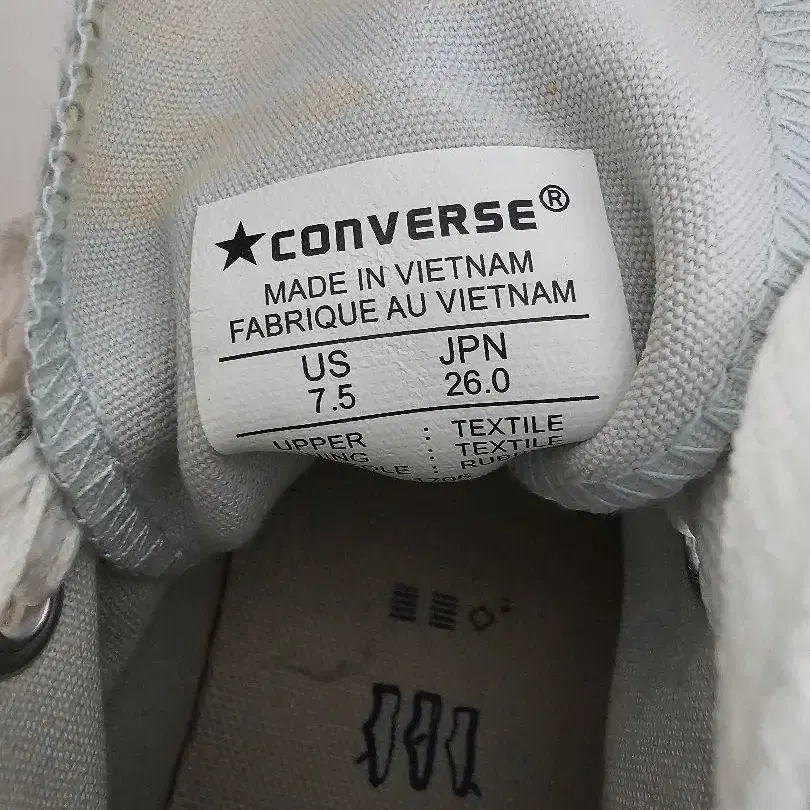 ★CONVERSE®
MADE IN VIETNAM
FABRIQUE AU VIETNAM
US JPN
7.5 26.0
UPPER : TEXTILE
: TEXTILE
: